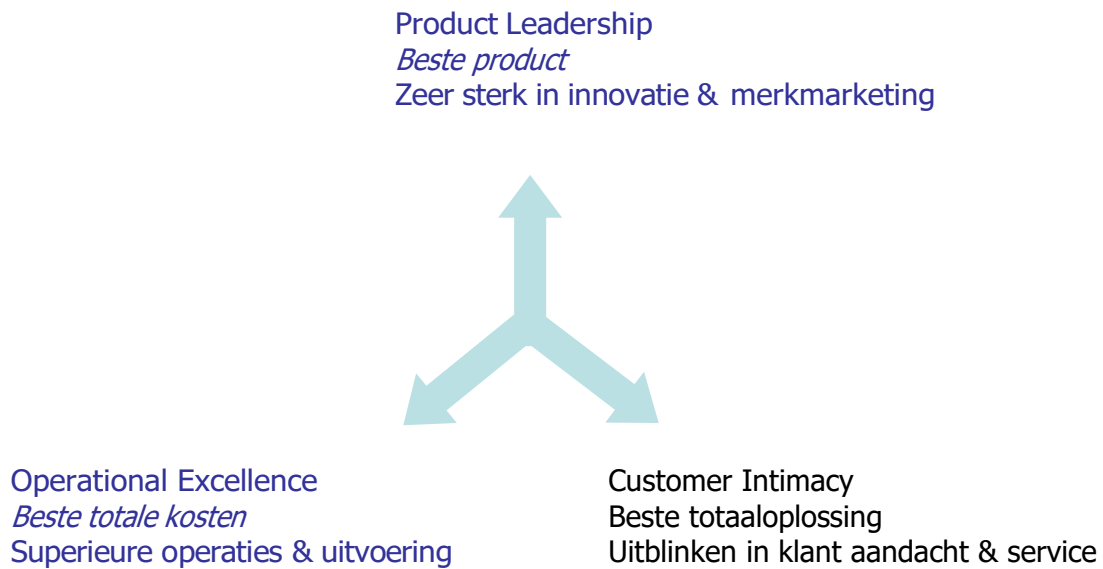 Product Leadership
Beste product
Zeer sterk in innovatie & merkmarketing
Operational Excellence
Beste totale kosten
Superieure operaties & uitvoering
Customer Intimacy
Beste totaaloplossing
Uitblinken in klant aandacht & service